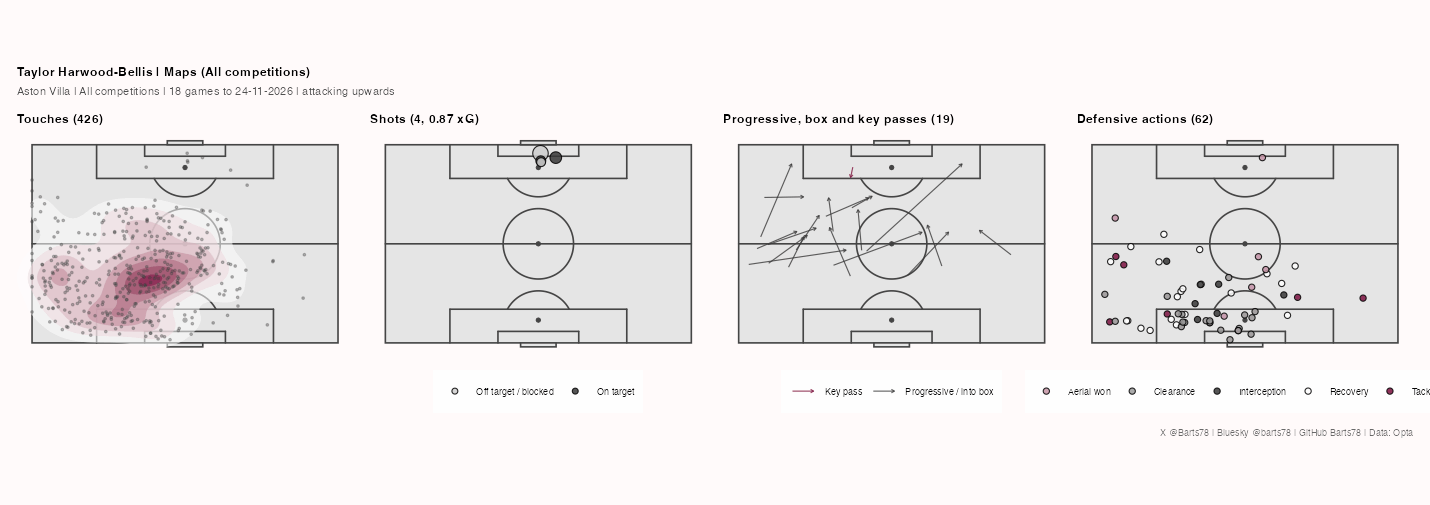 Taylor Harwood-Bellis | Maps (All competitions)
Aston Villa | All competitions | 18 games to 24-11-2026 | attacking upwards
Touches (426)
Shots (4, 0.87 xG)
Progressive, box and key passes (19)
Defensive actions (62)
Off target / blocked
On target
Key pass
Progressive / into box
Aerial won
Clearance
Interception
Recovery
Tack
X @Barts78 | Bluesky @barts78 | GitHub Barts78 | Data: Opta